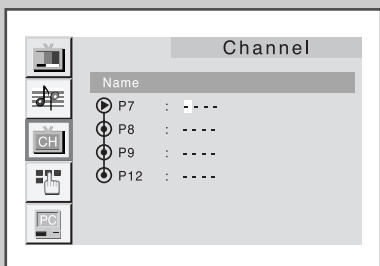 Channel
Name
P7 : - - - -
P8 : - - - -
CH
P9 : - - - -
P12 : - - - -
PC